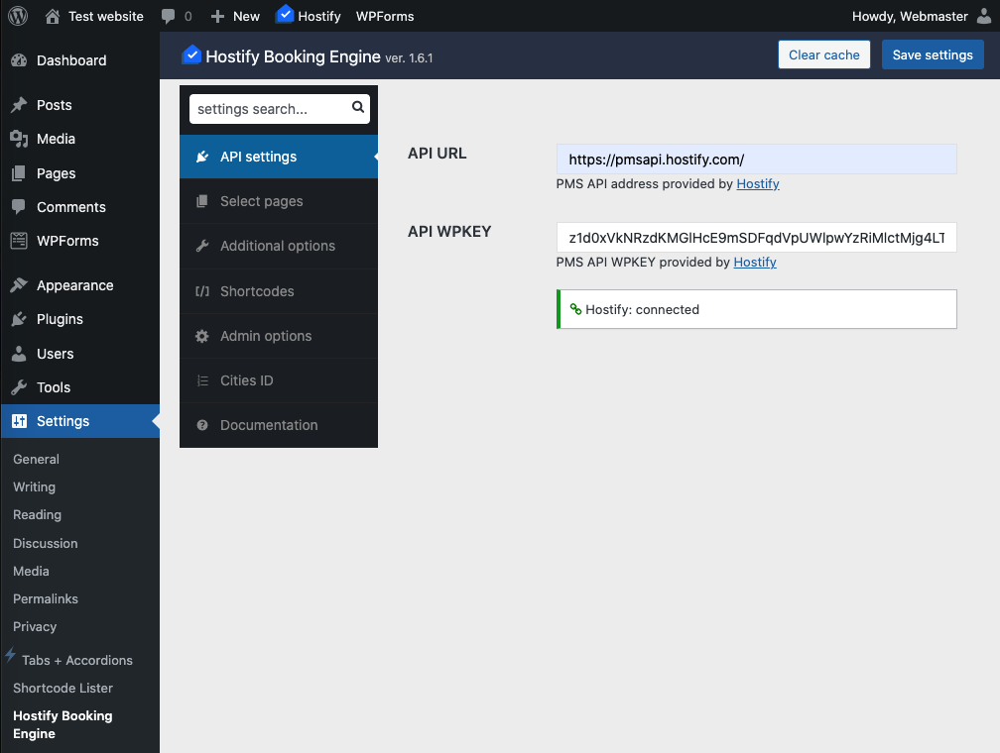 Test website 0 New Hostify WPForms Howdy, Webmaster
Dashboard
Posts
Media
Pages
Comments
WPForms
Appearance
Plugins
Users
Tools
Settings
General
Writing
Reading
Discussion
Media
Permalinks
Privacy
Tabs + Accordions
Shortcode Lister
Hostify Booking
Engine
Hostify Booking Engine ver. 1.6.1
Clear cache
Save settings
settings search...
API settings
Select pages
Additional options
Shortcodes
Admin options
Cities ID
Documentation
API URL
https://pmsapi.hostify.com/
PMS API address provided by Hostify
API WPKEY
z1d0xVkNRzdKMGlHcE9mSDFqdVpUWlpwYzRiMlctMjg4LT
PMS API WPKEY provided by Hostify
Hostify: connected